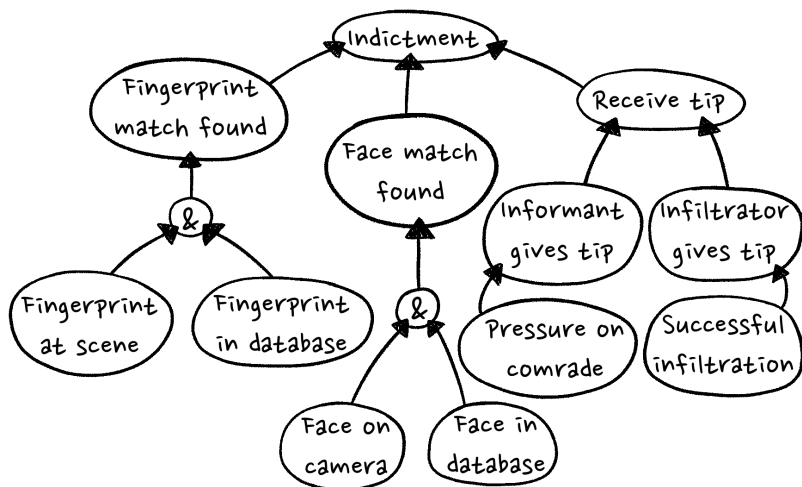 Indictment
Fingerprint
match found
Receive tip
Face match
found
&
Informant
gives tip
Infiltrator
gives tip
Fingerprint
at scene
Fingerprint
in database
&
Pressure on
comrade
Successful
infiltration
Face on
camera
Face in
database